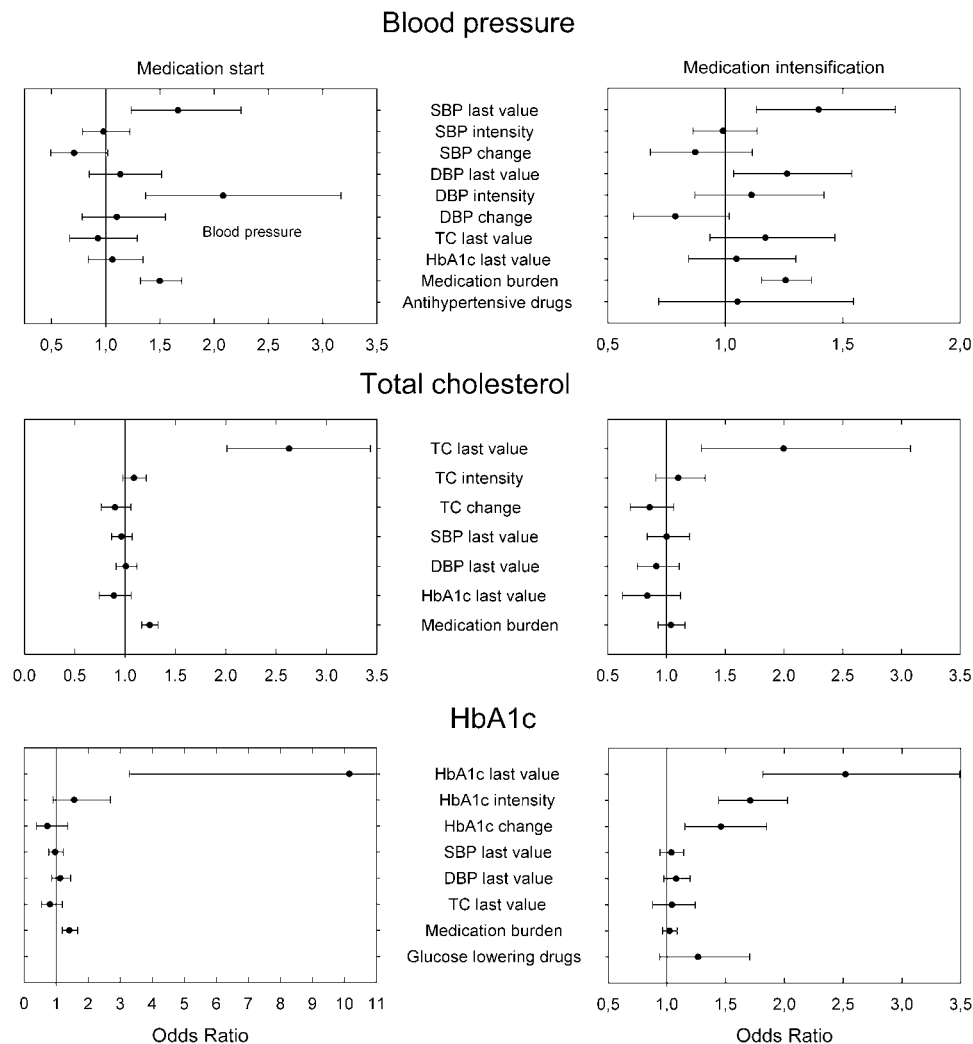 Blood pressure
Medication start
Medication intensification
SBP last value
SBP intensity
SBP change
DBP last value
DBP intensity
DBP change
Blood pressure
TC last value
HbA1c last value
Medication burden
Antihypertensive drugs
0,5 1,0 2,0 2,5 3,0 3,5
0,5 1,0 1,5 2,0
Total cholesterol
TC last value
TC intensity
TC change
SBP last value
DBP last value
HbA1c last value
Medication burden
0.0 1.0 1.5 2.0 2.5 3.0 3.5
0.5 1.0 1.5 2.0 2.5 3.0 3.5
HbA1c
HbA1c last value
HbA1c intensity
HbA1c change
SBP last value
DBP last value
TC last value
Medication burden
Glucose lowering drugs
0 1 2 3 4 5 6 7 8 9 10 11
0,5 1,0 1,5 2,0 2,5 3,0 3,5
Odds Ratio
Odds Ratio